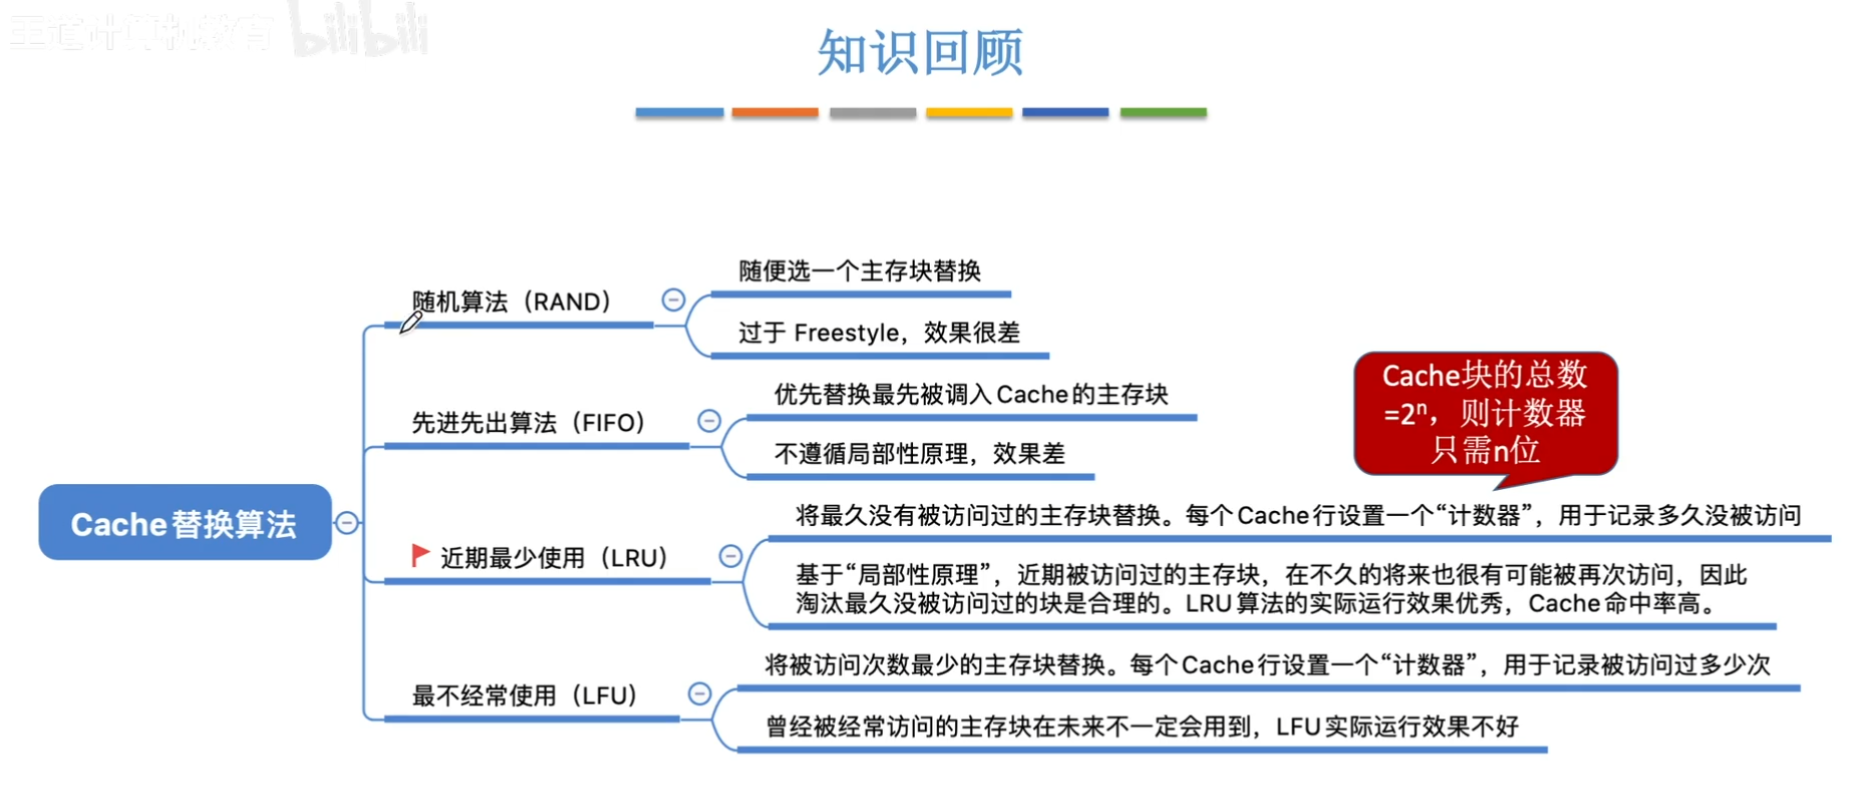 王道计算机教育 bilibili
知识回顾
随便选一个主存块替换
随机算法（RAND）
过于 Freestyle，效果很差
Cache块的总数
=2ⁿ，则计数器
只需n位
优先替换最先被调入Cache的主存块
先进先出算法（FIFO）
不遵循局部性原理，效果差
将最久没有被访问过的主存块替换。每个Cache行设置一个“计数器”，用于记录多久没被访问
Cache替换算法
近期最少使用（LRU）
基于“局部性原理”，近期被访问过的主存块，在不久的将来也很有可能被再次访问，因此
淘汰最久没被访问过的块是合理的。LRU算法的实际运行效果优秀，Cache命中率高。
将被访问次数最少的主存块替换。每个Cache行设置一个“计数器”，用于记录被访问过多少次
最不经常使用（LFU）
曾经被经常访问的主存块在未来不一定会用到，LFU实际运行效果不好